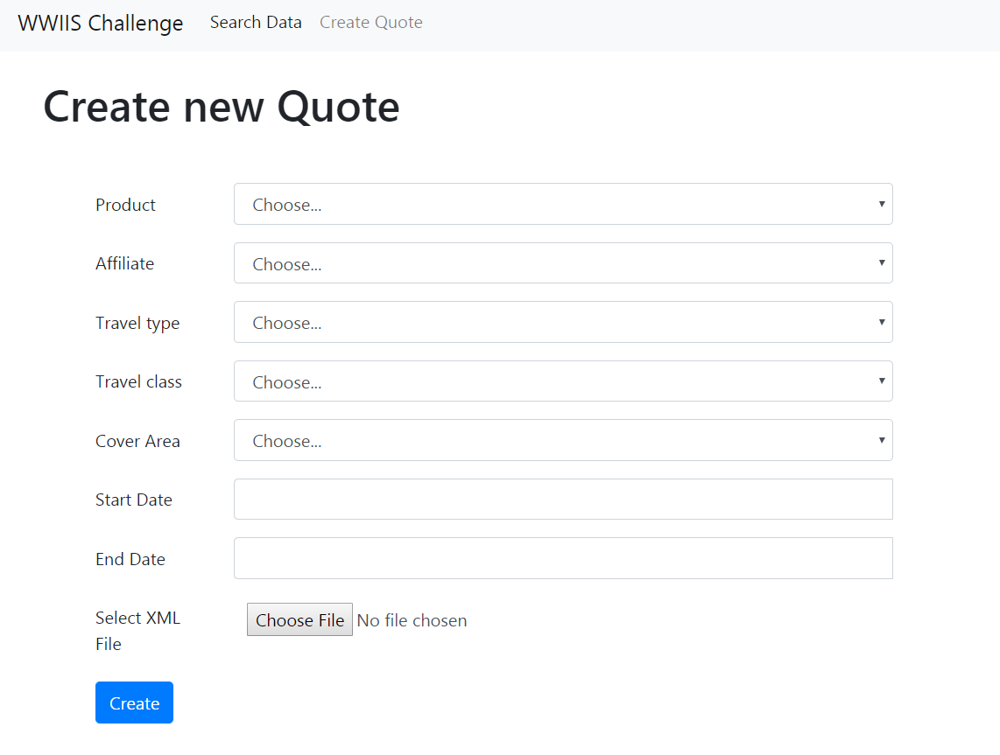 WWIIS Challenge Search Data Create Quote
Create new Quote
Product Choose...
Affiliate Choose...
Travel type Choose...
Travel class Choose...
Cover Area Choose...
Start Date
End Date
Select XML Choose File No file chosen
File
Create